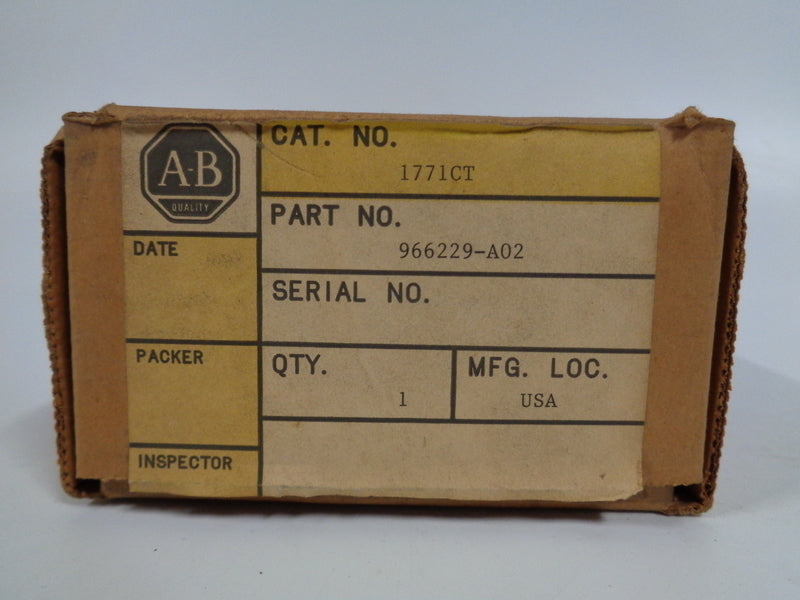 A-B
QUALITY
CAT. NO.
1771CT
PART NO.
966229-A02
DATE
SERIAL NO.
PACKER
QTY.
1
MFG. LOC.
USA
INSPECTOR